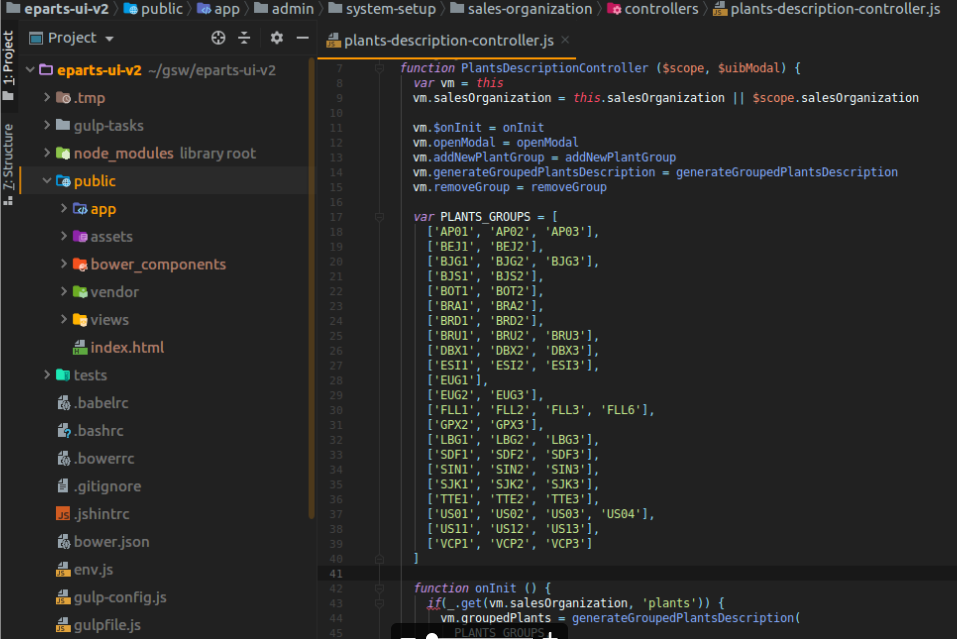 eparts-ui-v2 public app admin system-setup sales-organization controllers plants-description-controller.js
1: Project
7: Structure
Project
eparts-ui-v2 ~/gsw/eparts-ui-v2
.tmp
gulp-tasks
node_modules library root
public
app
assets
bower_components
vendor
views
index.html
tests
.babelrc
.bashrc
.bowerrc
.gitignore
.jshintrc
bower.json
env.js
gulp-config.js
gulpfile.js
plants-description-controller.js
7 function PlantsDescriptionController ($scope, $uibModal) {
8 var vm = this
9 vm.salesOrganization = this.salesOrganization || $scope.salesOrganization
10
11 vm.$onInit = onInit
12 vm.openModal = openModal
13 vm.addNewPlantGroup = addNewPlantGroup
14 vm.generateGroupedPlantsDescription = generateGroupedPlantsDescription
15 vm.removeGroup = removeGroup
16
17 var PLANTS_GROUPS = [
18 ['AP01', 'AP02', 'AP03'],
19 ['BEJ1', 'BEJ2'],
20 ['BJG1', 'BJG2', 'BJG3'],
21 ['BJS1', 'BJS2'],
22 ['BOT1', 'BOT2'],
23 ['BRA1', 'BRA2'],
24 ['BRD1', 'BRD2'],
25 ['BRU1', 'BRU2', 'BRU3'],
26 ['DBX1', 'DBX2', 'DBX3'],
27 ['ESI1', 'ESI2', 'ESI3'],
28 ['EUG1'],
29 ['EUG2', 'EUG3'],
30 ['FLL1', 'FLL2', 'FLL3', 'FLL6'],
31 ['GPX2', 'GPX3'],
32 ['LBG1', 'LBG2', 'LBG3'],
33 ['SDF1', 'SDF2', 'SDF3'],
34 ['SIN1', 'SIN2', 'SIN3'],
35 ['SJK1', 'SJK2', 'SJK3'],
36 ['TTE1', 'TTE2', 'TTE3'],
37 ['US01', 'US02', 'US03', 'US04'],
38 ['US11', 'US12', 'US13'],
39 ['VCP1', 'VCP2', 'VCP3']
40 ]
41
42 function onInit () {
43 if(_.get(vm.salesOrganization, 'plants')) {
44 vm.groupedPlants = generateGroupedPlantsDescription(
45 PLANTS_GROUPS